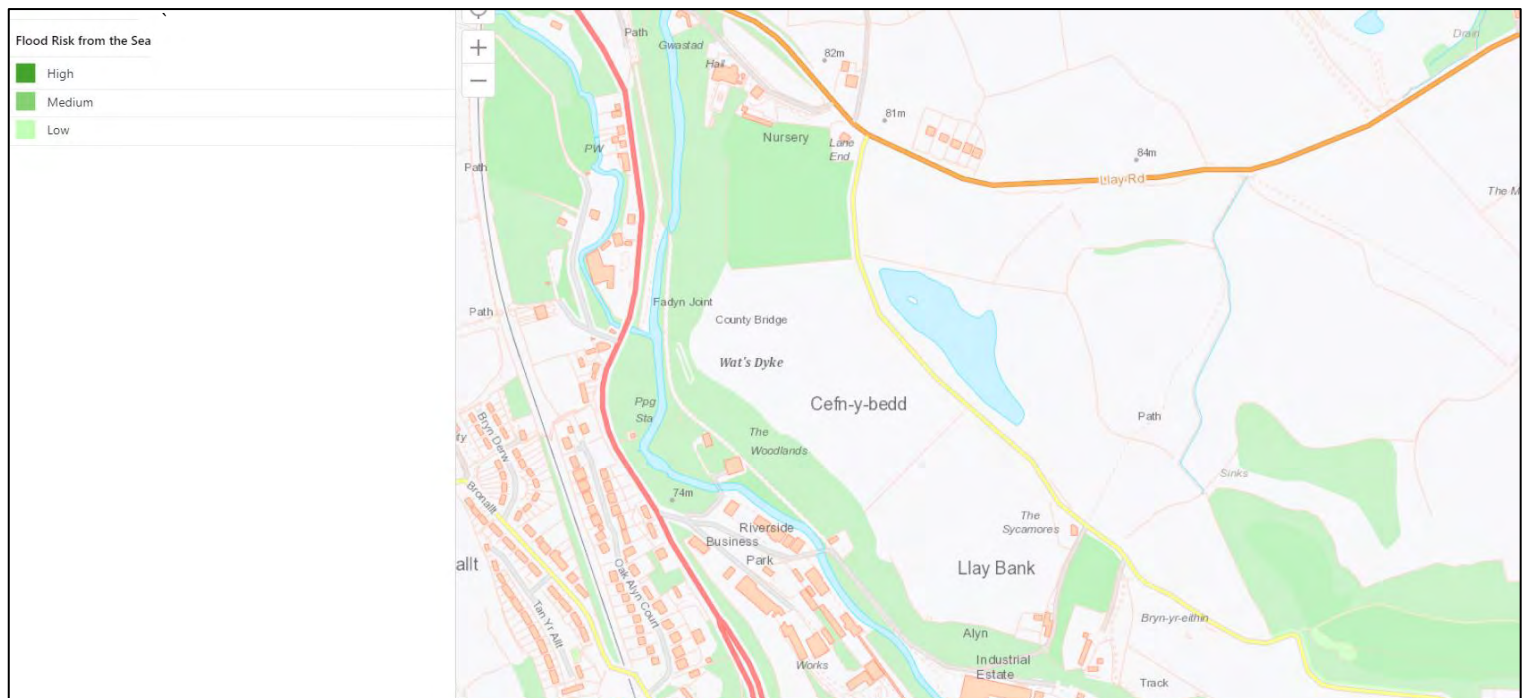 Flood Risk from the Sea
High
Medium
Low
Path
Gwastad
Hall
82m
Drain
81m
PW
Nursery
Lane
End
84m
Path
Llay Rd
The M
Fadyn Joint
Path
County Bridge
Wat's Dyke
Cefn-y-bedd
Ppg
Sta
Path
The
Woodlands
Bryn Derw
ty
Sinks
Bronallt
74m
The
Sycamores
Riverside
Business
Park
allt
Oak Alyn Court
Llay Bank
Tan Yr Allt
Bryn-yr-eithin
Alyn
Industrial
Estate
Works
Track